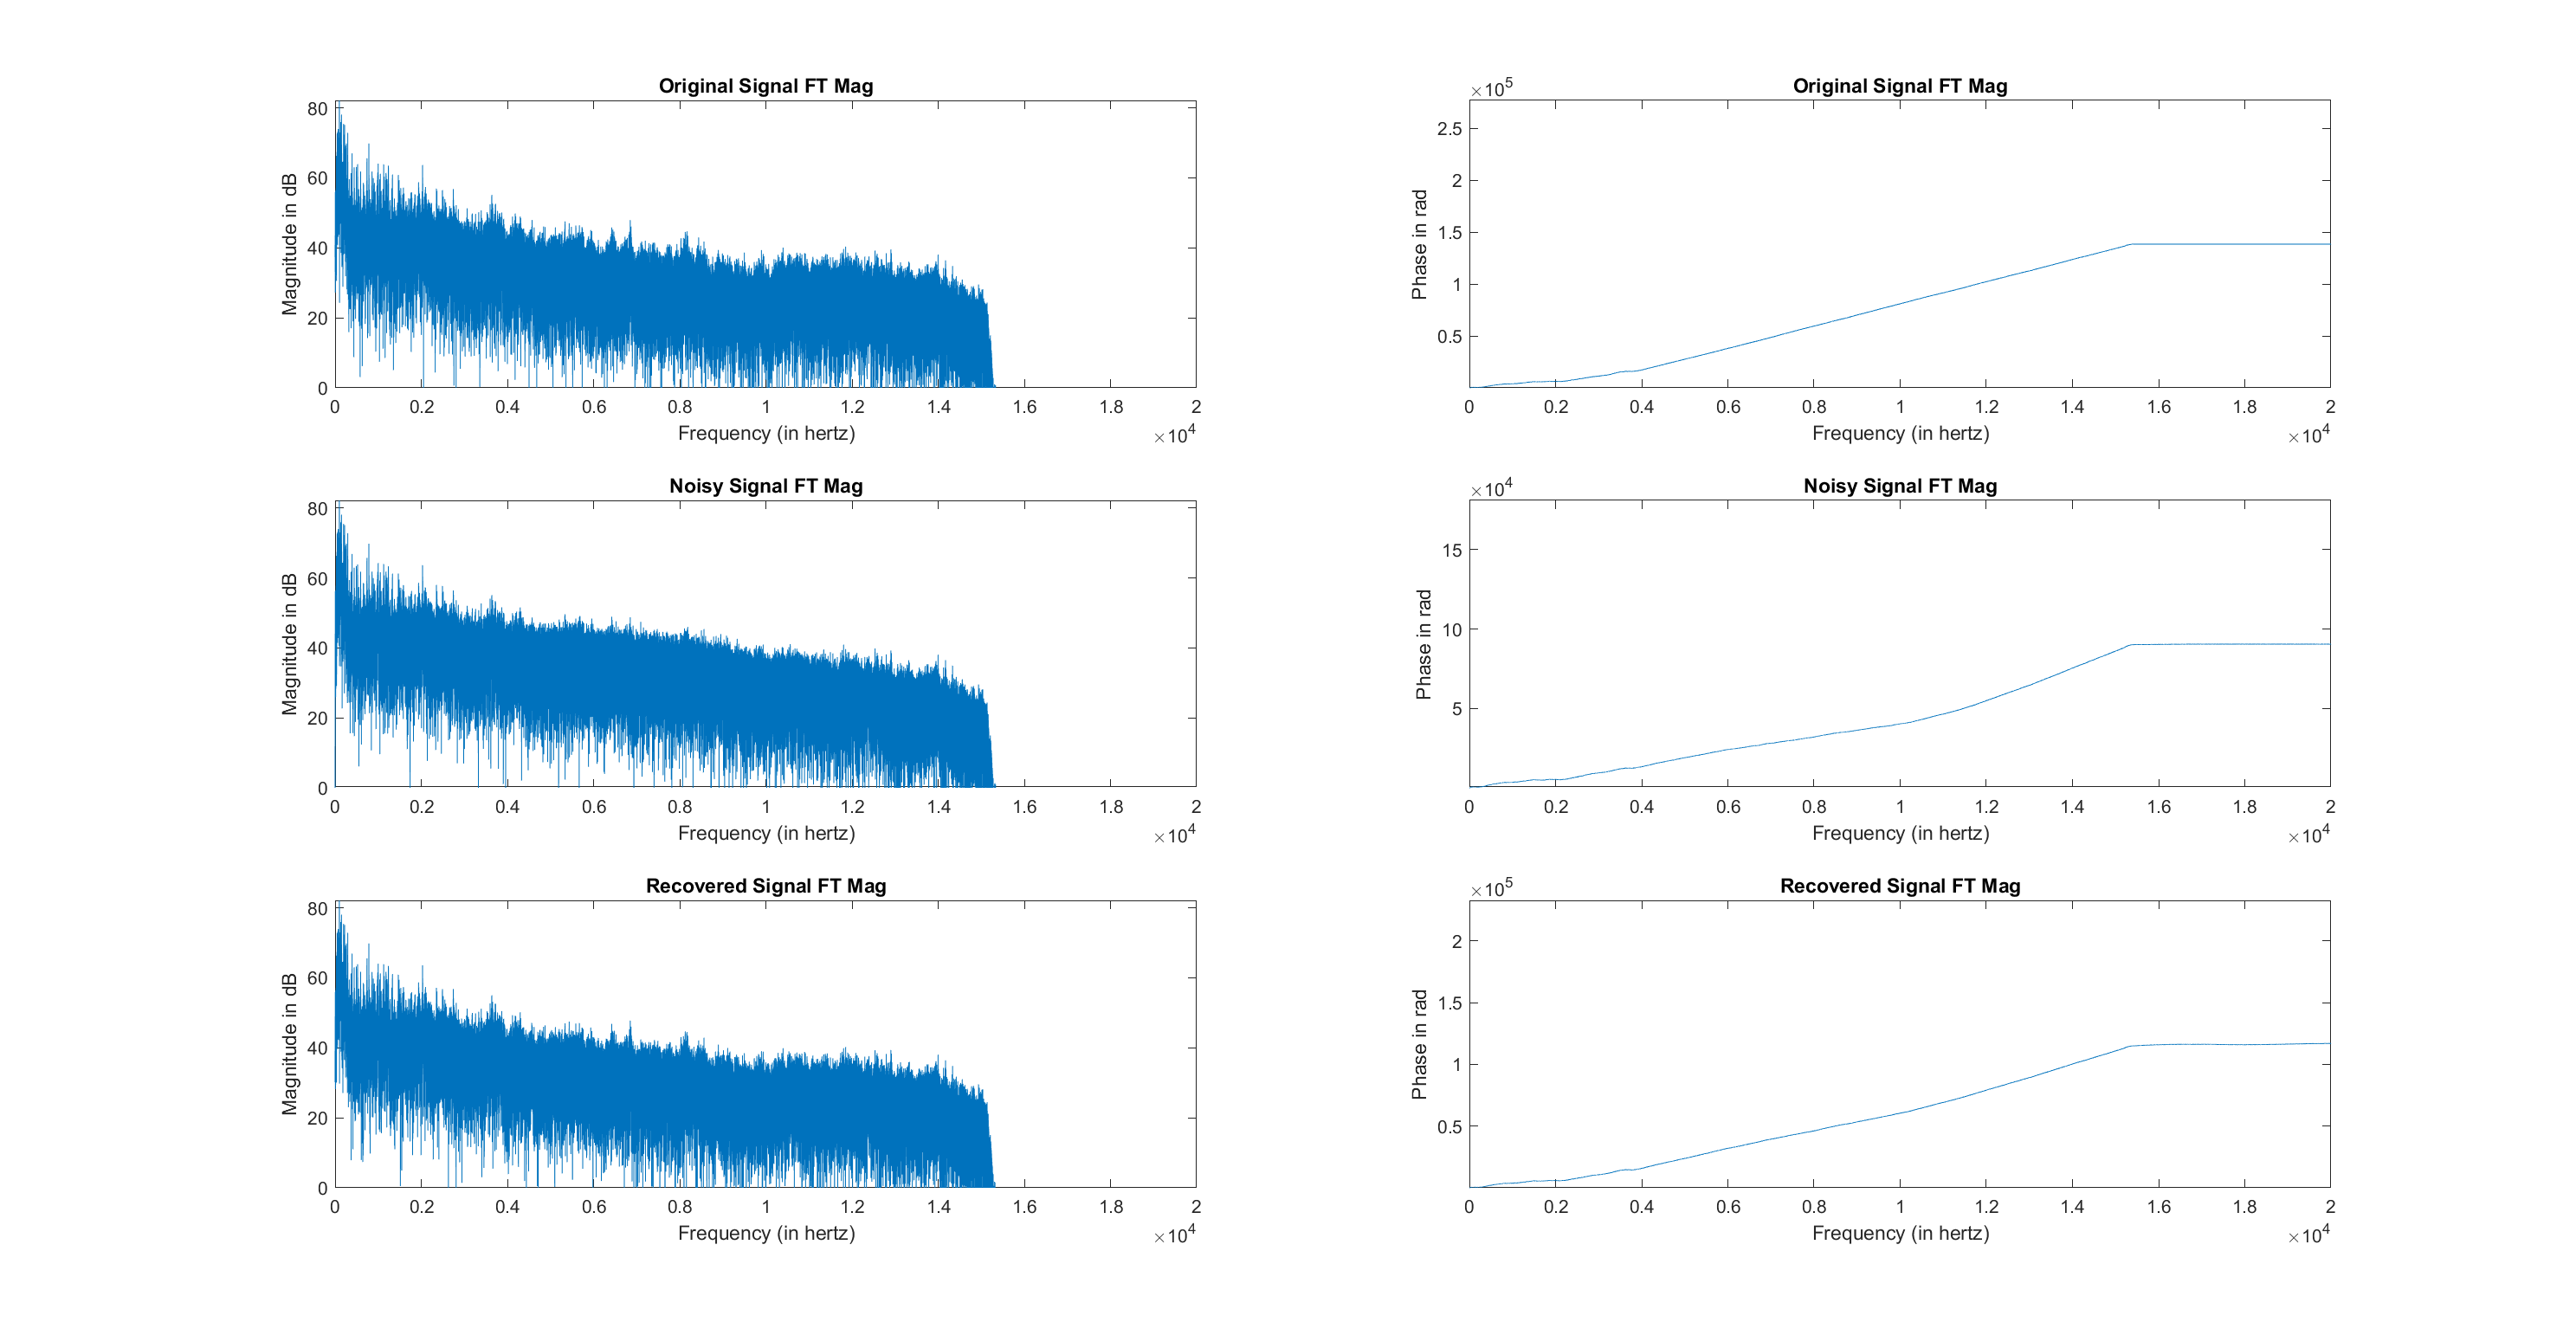 Original Signal FT Mag
Magnitude in dB
80
60
40
20
0
0 0.2 0.4 0.6 0.8 1 1.2 1.4 1.6 1.8 2
Frequency (in hertz)
×10^4
Original Signal FT Mag
×10^5
Phase in rad
2.5
2
1.5
1
0.5
0 0.2 0.4 0.6 0.8 1 1.2 1.4 1.6 1.8 2
Frequency (in hertz)
×10^4
Noisy Signal FT Mag
Magnitude in dB
80
60
40
20
0
0 0.2 0.4 0.6 0.8 1 1.2 1.4 1.6 1.8 2
Frequency (in hertz)
×10^4
Noisy Signal FT Mag
×10^4
Phase in rad
15
10
5
0 0.2 0.4 0.6 0.8 1 1.2 1.4 1.6 1.8 2
Frequency (in hertz)
×10^4
Recovered Signal FT Mag
Magnitude in dB
80
60
40
20
0
0 0.2 0.4 0.6 0.8 1 1.2 1.4 1.6 1.8 2
Frequency (in hertz)
×10^4
Recovered Signal FT Mag
×10^5
Phase in rad
2
1.5
1
0.5
0 0.2 0.4 0.6 0.8 1 1.2 1.4 1.6 1.8 2
Frequency (in hertz)
×10^4